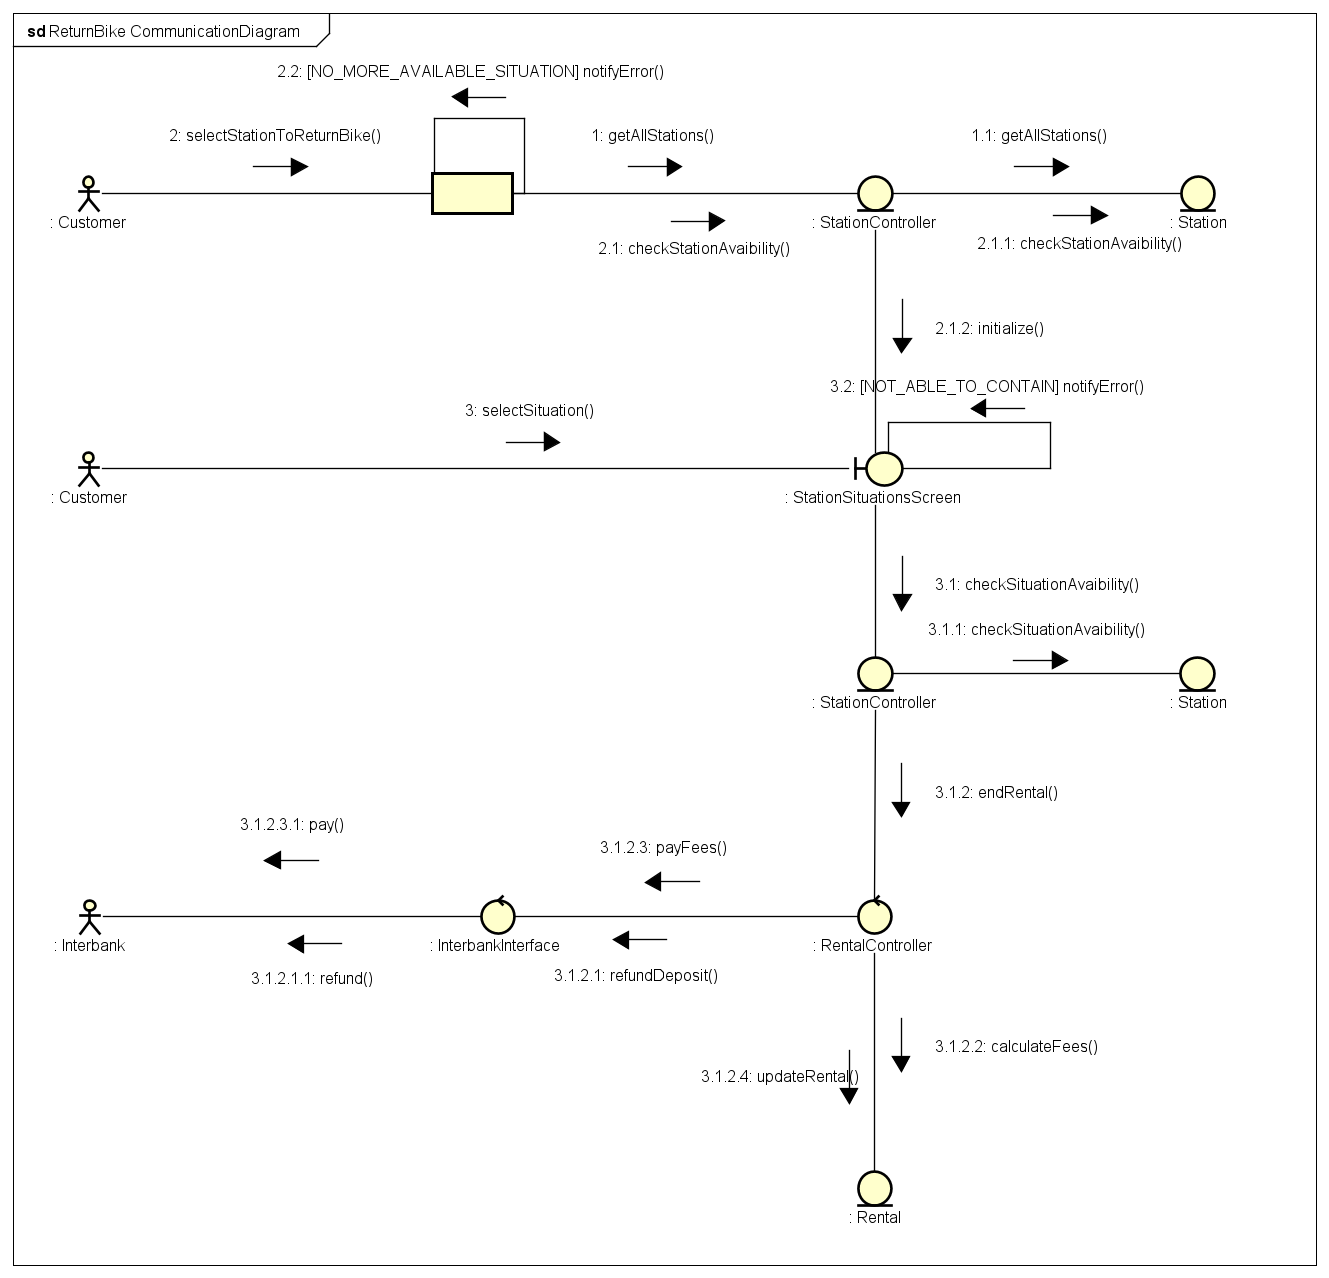 sd ReturnBike CommunicationDiagram
2.2: [NO_MORE_AVAILABLE_SITUATION] notifyError()
2: selectStationToReturnBike()
1: getAllStations()
1.1: getAllStations()
: Customer
: StationController
: Station
2.1: checkStationAvaibility()
2.1.1: checkStationAvaibility()
2.1.2: initialize()
3.2: [NOT_ABLE_TO_CONTAIN] notifyError()
3: selectSituation()
: Customer
: StationSituationsScreen
3.1: checkSituationAvaibility()
3.1.1: checkSituationAvaibility()
: StationController
: Station
3.1.2: endRental()
3.1.2.3.1: pay()
3.1.2.3: payFees()
: Interbank
: InterbankInterface
: RentalController
3.1.2.1.1: refund()
3.1.2.1: refundDeposit()
3.1.2.2: calculateFees()
3.1.2.4: updateRental()
: Rental